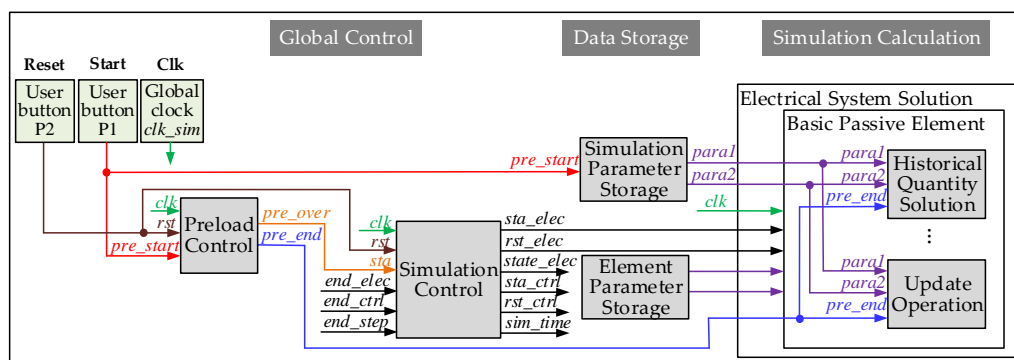 Global Control
Data Storage
Simulation Calculation
Reset
Start
Clk
User
button
P2
User
button
P1
Global
clock
clk_sim
Electrical System Solution
Basic Passive Element
pre_start
Simulation
Parameter
Storage
para1
para2
para1
para2
pre_end
Historical
Quantity
Solution
...
clk
rst
pre_start
Preload
Control
pre_over
pre_end
clk
rst
sta
end_elec
end_ctrl
end_step
Simulation
Control
sta_elec
rst_elec
state_elec
sta_ctrl
rst_ctrl
sim_time
clk
Element
Parameter
Storage
para1
para2
pre_end
Update
Operation